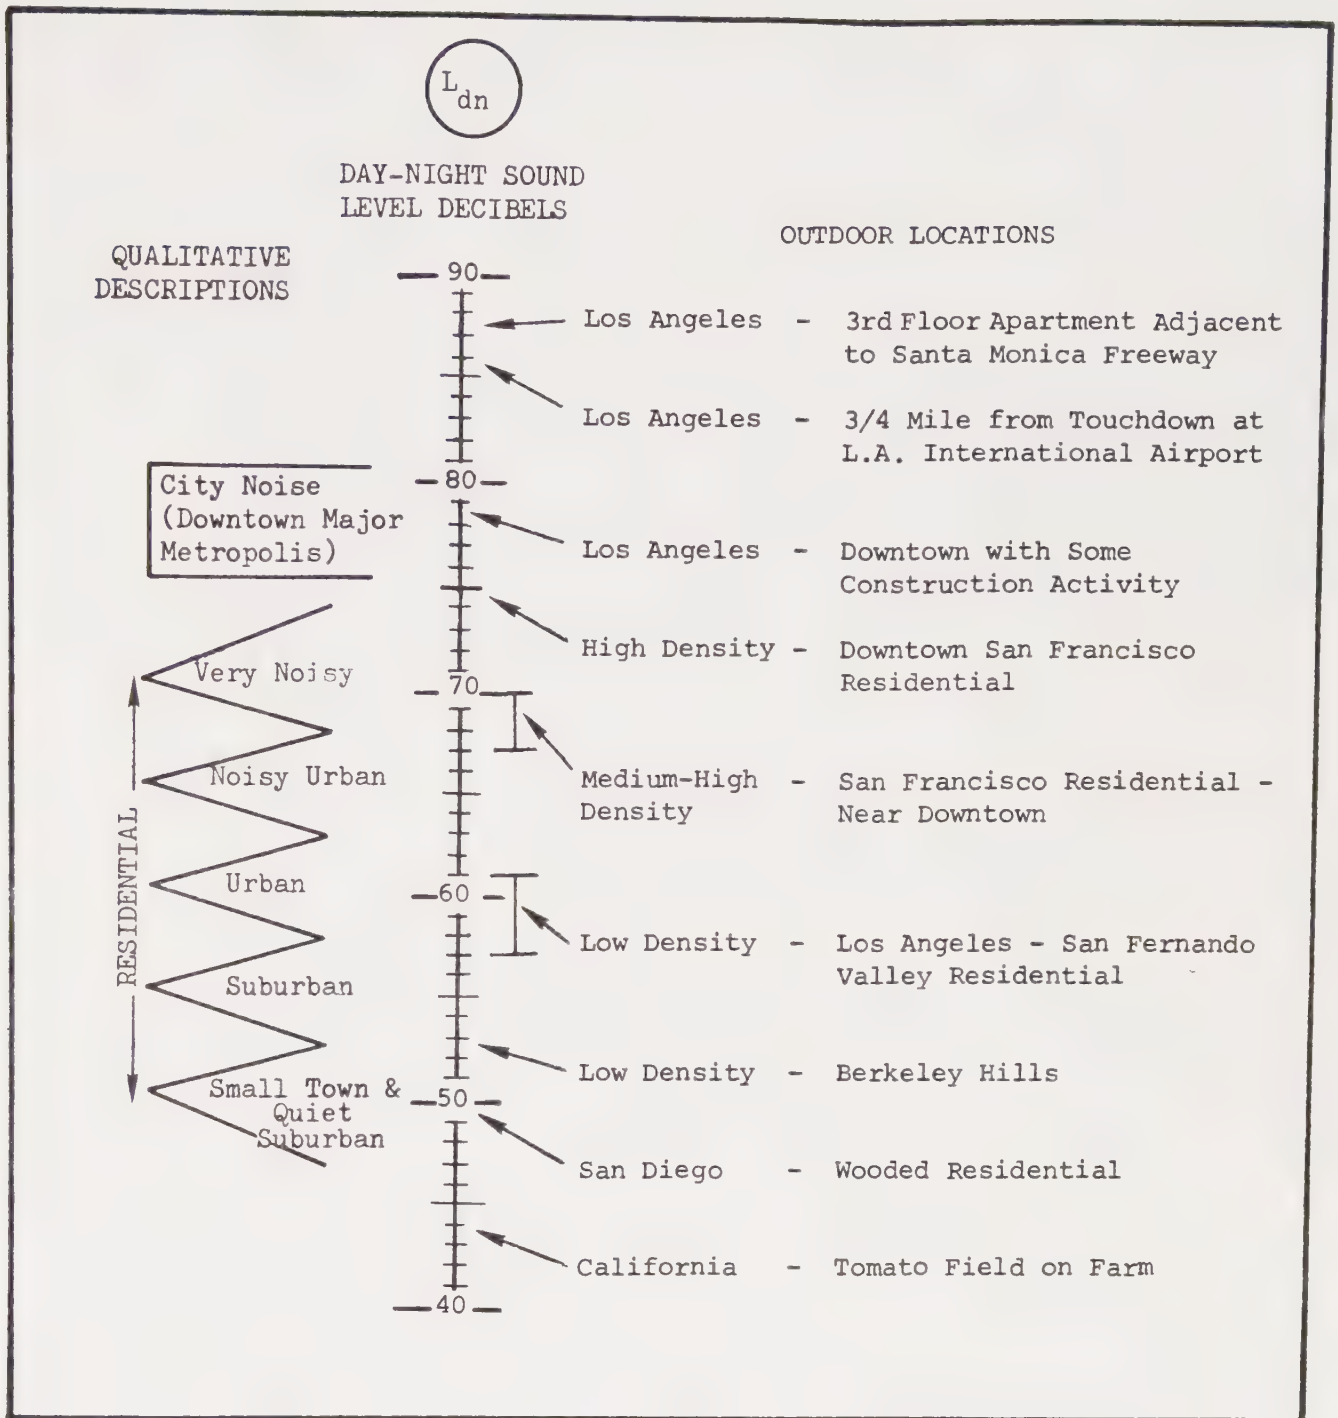 L
dn
DAY-NIGHT SOUND
LEVEL DECIBELS
QUALITATIVE
DESCRIPTIONS
OUTDOOR LOCATIONS
90
Los Angeles - 3rd Floor Apartment Adjacent
to Santa Monica Freeway
Los Angeles - 3/4 Mile from Touchdown at
L.A. International Airport
80
City Noise
(Downtown Major
Metropolis)
Los Angeles - Downtown with Some
Construction Activity
High Density - Downtown San Francisco
Residential
Very Noisy
70
Noisy Urban
Medium-High - San Francisco Residential -
Density Near Downtown
RESIDENTIAL
Urban
60
Low Density - Los Angeles - San Fernando
Valley Residential
Suburban
Low Density - Berkeley Hills
Small Town &
Quiet
Suburban
50
San Diego - Wooded Residential
California - Tomato Field on Farm
40